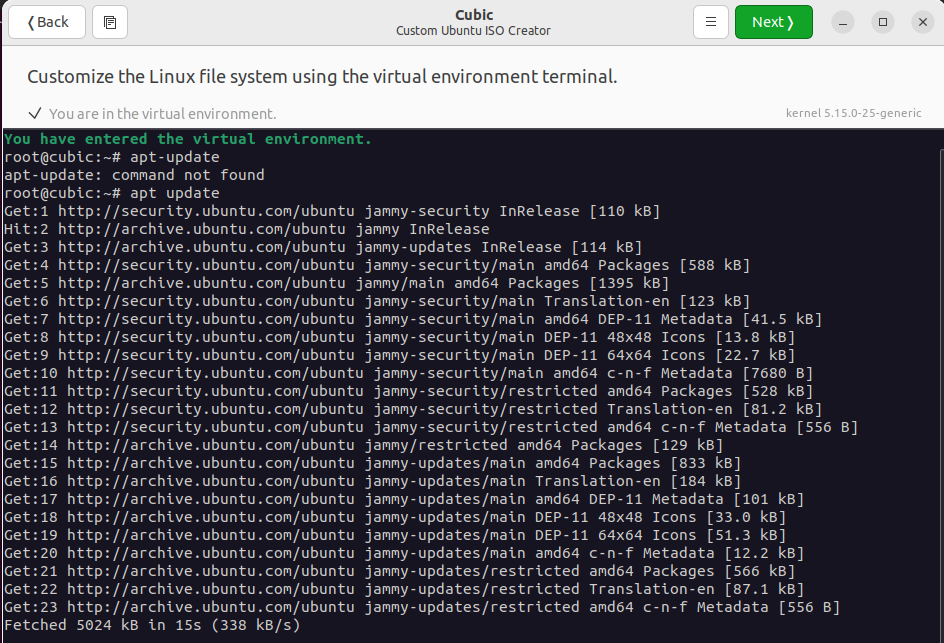 ❬Back
Cubic
Custom Ubuntu ISO Creator
Next❭
Customize the Linux file system using the virtual environment terminal.
✓ You are in the virtual environment.
kernel 5.15.0-25-generic
You have entered the virtual environment.
root@cubic:~# apt-update
apt-update: command not found
root@cubic:~# apt update
Get:1 http://security.ubuntu.com/ubuntu jammy-security InRelease [110 kB]
Hit:2 http://archive.ubuntu.com/ubuntu jammy InRelease
Get:3 http://archive.ubuntu.com/ubuntu jammy-updates InRelease [114 kB]
Get:4 http://security.ubuntu.com/ubuntu jammy-security/main amd64 Packages [588 kB]
Get:5 http://archive.ubuntu.com/ubuntu jammy/main amd64 Packages [1395 kB]
Get:6 http://security.ubuntu.com/ubuntu jammy-security/main Translation-en [123 kB]
Get:7 http://security.ubuntu.com/ubuntu jammy-security/main amd64 DEP-11 Metadata [41.5 kB]
Get:8 http://security.ubuntu.com/ubuntu jammy-security/main DEP-11 48x48 Icons [13.8 kB]
Get:9 http://security.ubuntu.com/ubuntu jammy-security/main DEP-11 64x64 Icons [22.7 kB]
Get:10 http://security.ubuntu.com/ubuntu jammy-security/main amd64 c-n-f Metadata [7680 B]
Get:11 http://security.ubuntu.com/ubuntu jammy-security/restricted amd64 Packages [528 kB]
Get:12 http://security.ubuntu.com/ubuntu jammy-security/restricted Translation-en [81.2 kB]
Get:13 http://security.ubuntu.com/ubuntu jammy-security/restricted amd64 c-n-f Metadata [556 B]
Get:14 http://archive.ubuntu.com/ubuntu jammy/restricted amd64 Packages [129 kB]
Get:15 http://archive.ubuntu.com/ubuntu jammy-updates/main amd64 Packages [833 kB]
Get:16 http://archive.ubuntu.com/ubuntu jammy-updates/main Translation-en [184 kB]
Get:17 http://archive.ubuntu.com/ubuntu jammy-updates/main amd64 DEP-11 Metadata [101 kB]
Get:18 http://archive.ubuntu.com/ubuntu jammy-updates/main DEP-11 48x48 Icons [33.0 kB]
Get:19 http://archive.ubuntu.com/ubuntu jammy-updates/main DEP-11 64x64 Icons [51.3 kB]
Get:20 http://archive.ubuntu.com/ubuntu jammy-updates/main amd64 c-n-f Metadata [12.2 kB]
Get:21 http://archive.ubuntu.com/ubuntu jammy-updates/restricted amd64 Packages [566 kB]
Get:22 http://archive.ubuntu.com/ubuntu jammy-updates/restricted Translation-en [87.1 kB]
Get:23 http://archive.ubuntu.com/ubuntu jammy-updates/restricted amd64 c-n-f Metadata [556 B]
Fetched 5024 kB in 15s (338 kB/s)